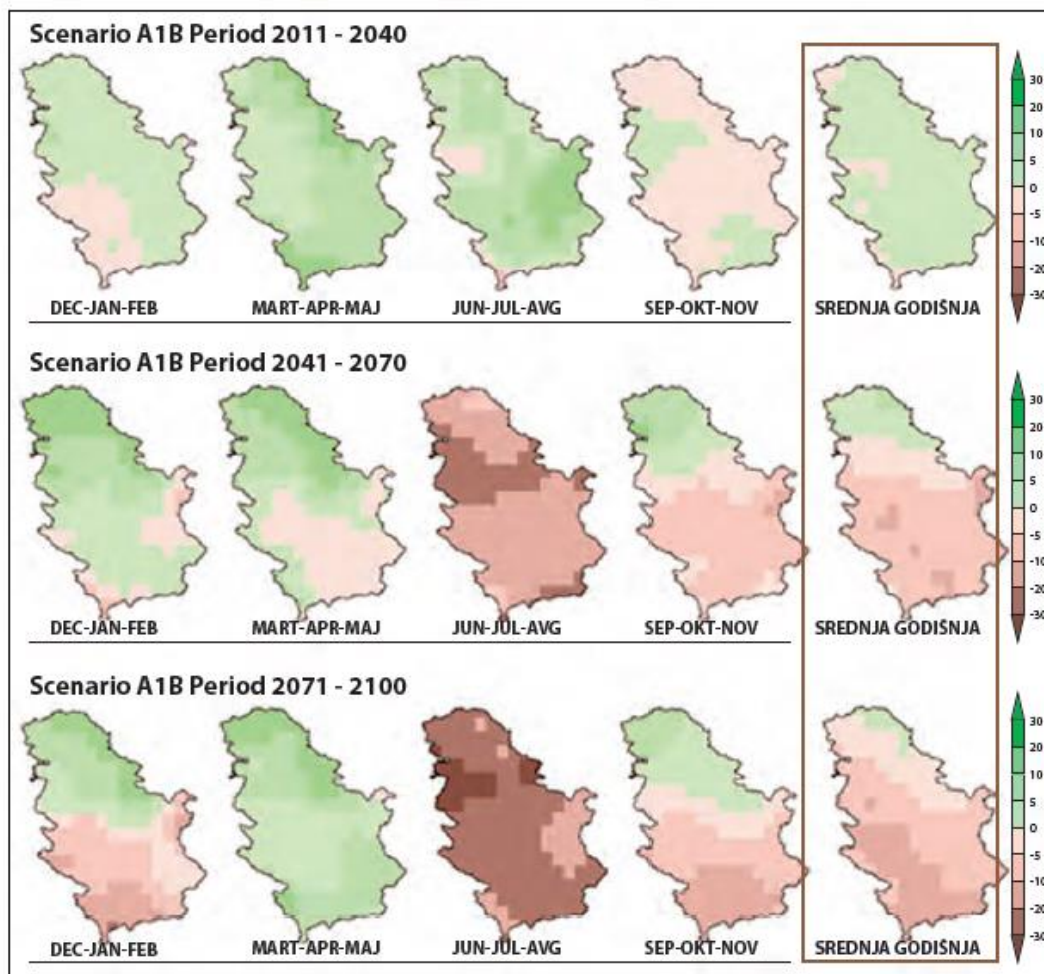 Scenario A1B Period 2011 - 2040
DEC-JAN-FEB
MART-APR-MAJ
JUN-JUL-AVG
SEP-OKT-NOV
SREDNJA GODIŠNJA
30
20
10
5
0
-5
-10
-20
-30
Scenario A1B Period 2041 - 2070
DEC-JAN-FEB
MART-APR-MAJ
JUN-JUL-AVG
SEP-OKT-NOV
SREDNJA GODIŠNJA
30
20
10
5
0
-5
-10
-20
-30
Scenario A1B Period 2071 - 2100
DEC-JAN-FEB
MART-APR-MAJ
JUN-JUL-AVG
SEP-OKT-NOV
SREDNJA GODIŠNJA
30
20
10
5
0
-5
-10
-20
-30